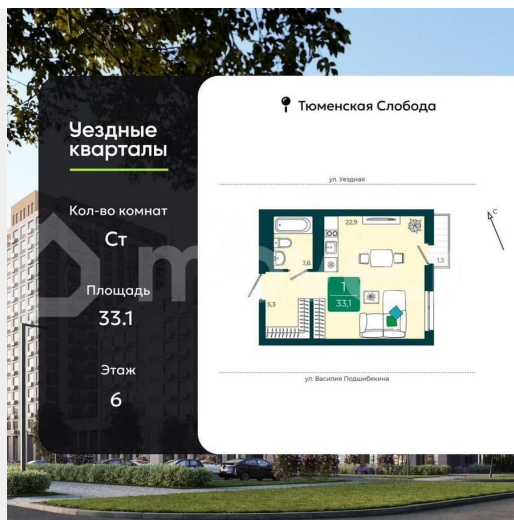 Тюменская Слобода
Уездные
кварталы
Кол-во комнат
Ст
Площадь
33.1
Этаж
6
ул. Уездная
С
22,9
3,6
1,3
5,3
1
33,1
ул. Василия Подшибякина